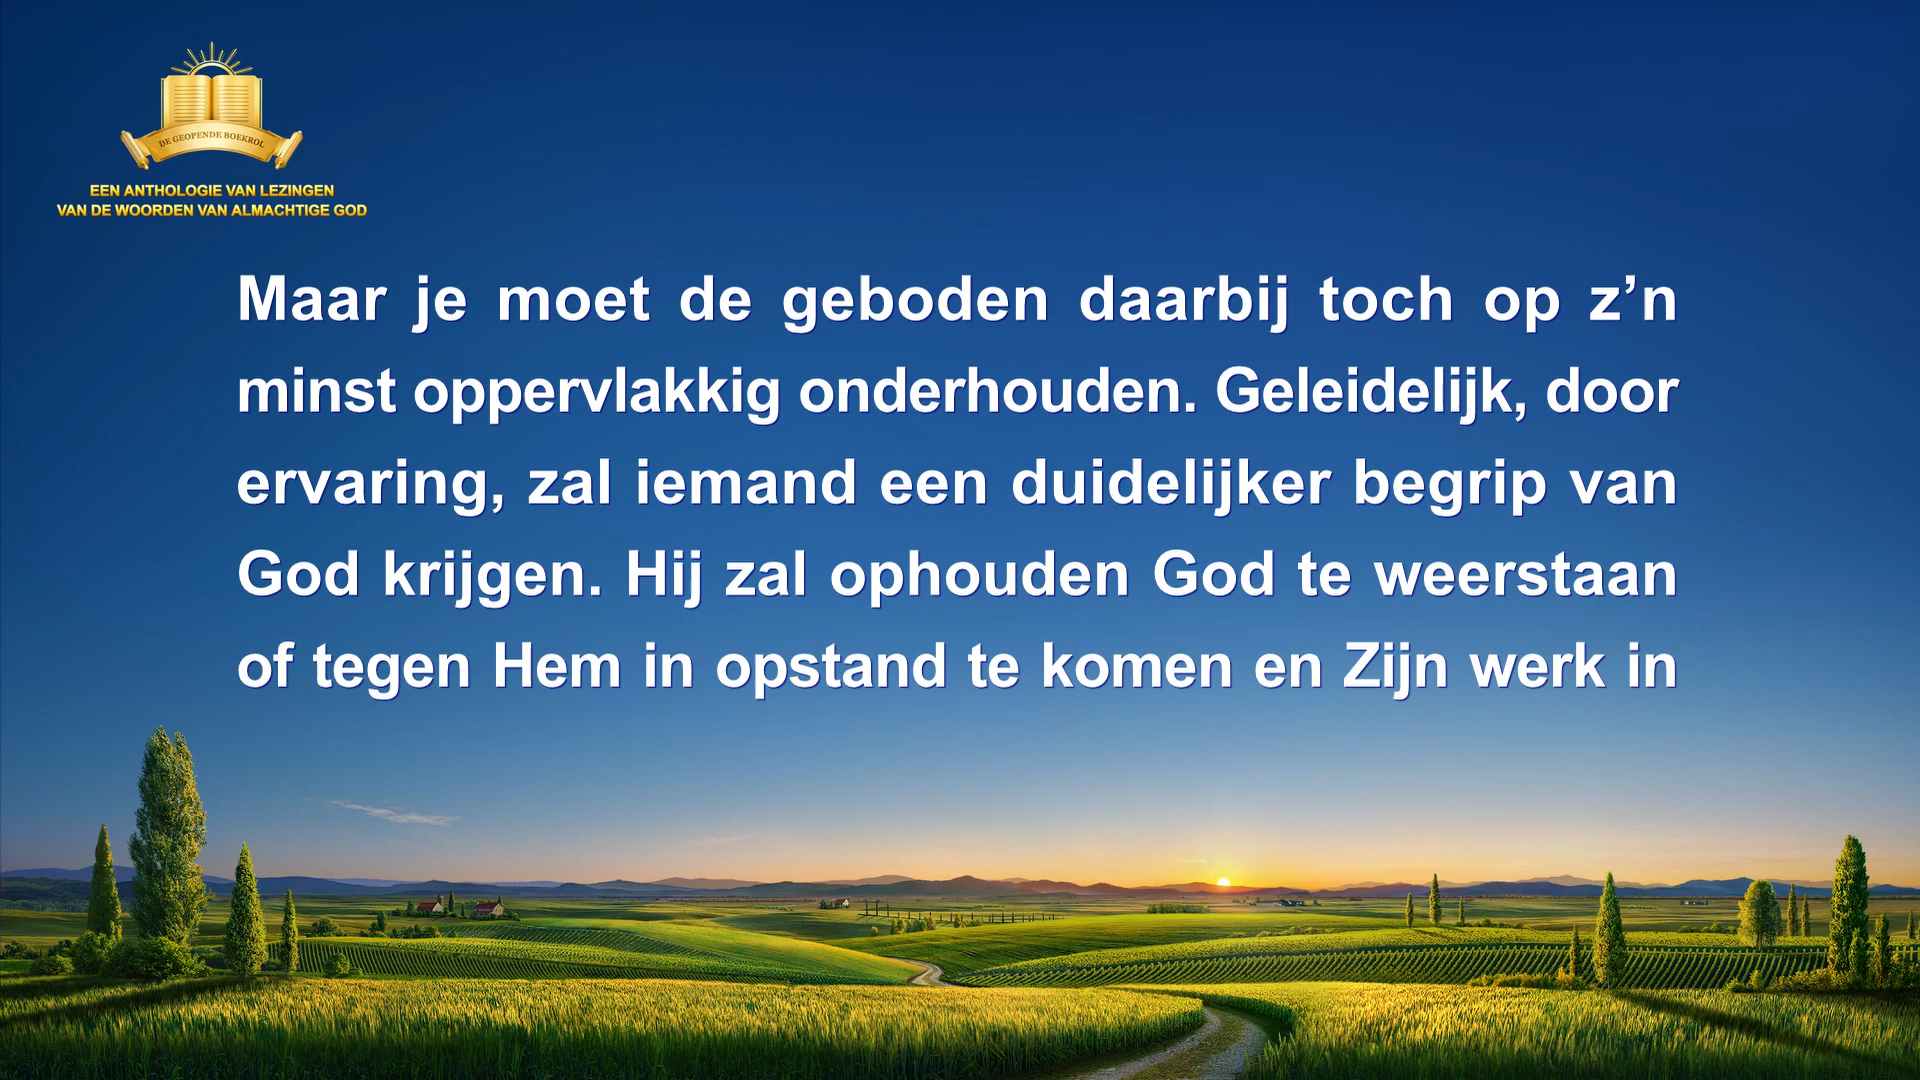 DE GEOPENDE BOEKROL
EEN ANTHOLOGIE VAN LEZINGEN
VAN DE WOORDEN VAN ALMACHTIGE GOD
Maar je moet de geboden daarbij toch op z’n
minst oppervlakkig onderhouden. Geleidelijk, door
ervaring, zal iemand een duidelijker begrip van
God krijgen. Hij zal ophouden God te weerstaan
of tegen Hem in opstand te komen en Zijn werk in